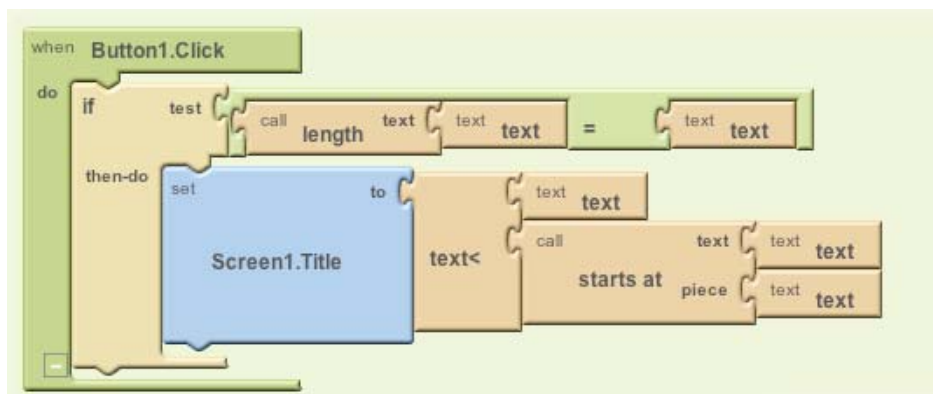 when Button1.Click
do if test call length text text text = text text
then-do set Screen1.Title to text< text text
call starts at text text text
piece text text